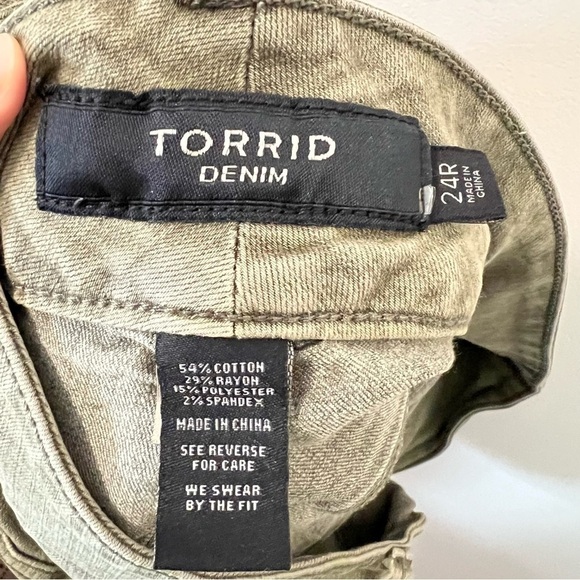 TORRID
DENIM
24R
MADE IN
CHINA
54% COTTON
29% RAYON
15% POLYESTER
2% SPANDEX
MADE IN CHINA
SEE REVERSE
FOR CARE
WE SWEAR
BY THE FIT